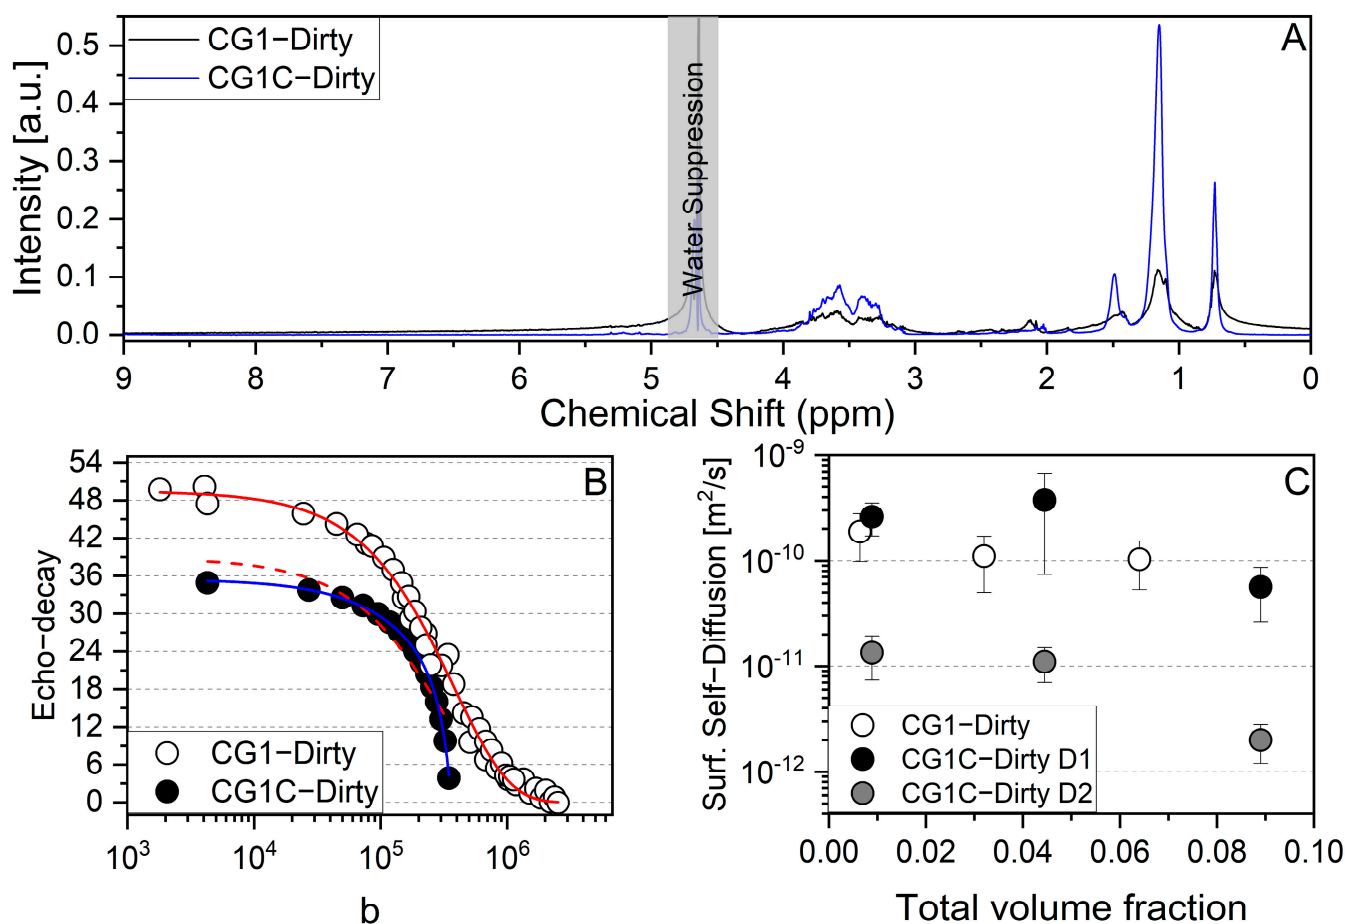 A
CG1−Dirty
CG1C−Dirty
Water Suppression
Intensity [a.u.]
0.5
0.4
0.3
0.2
0.1
0.0
9 8 7 6 5 4 3 2 1 0
Chemical Shift (ppm)
B
Echo−decay
54
48
42
36
30
24
18
12
6
0
CG1−Dirty
CG1C−Dirty
10³ 10⁴ 10⁵ 10⁶
b
C
Surf. Self−Diffusion [m²/s]
10⁻⁹
10⁻¹⁰
10⁻¹¹
10⁻¹²
CG1−Dirty
CG1C−Dirty D1
CG1C−Dirty D2
0.00 0.02 0.04 0.06 0.08 0.10
Total volume fraction